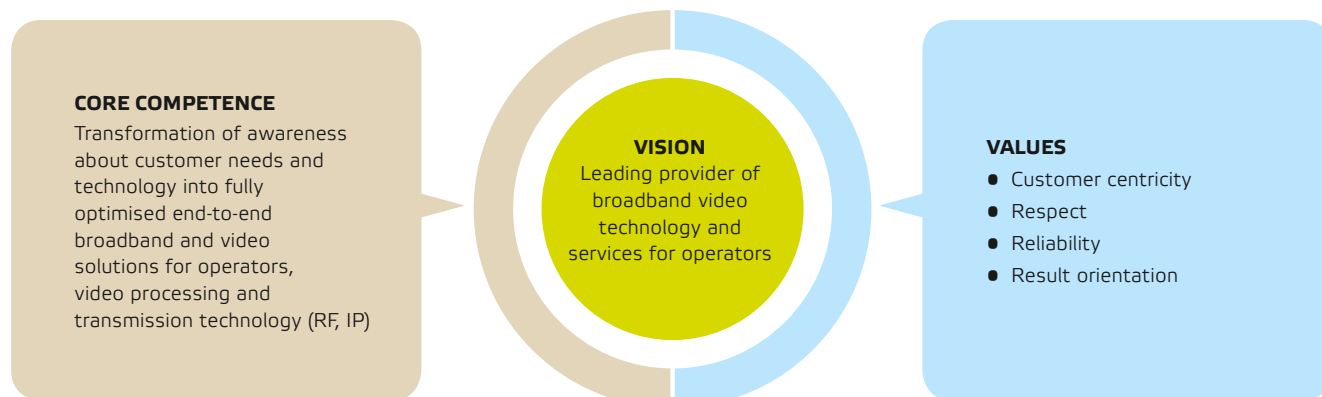 CORE COMPETENCE
Transformation of awareness
about customer needs and
technology into fully
optimised end-to-end
broadband and video
solutions for operators,
video processing and
transmission technology (RF, IP)
VISION
Leading provider of
broadband video
technology and
services for operators
VALUES
• Customer centricity
• Respect
• Reliability
• Result orientation